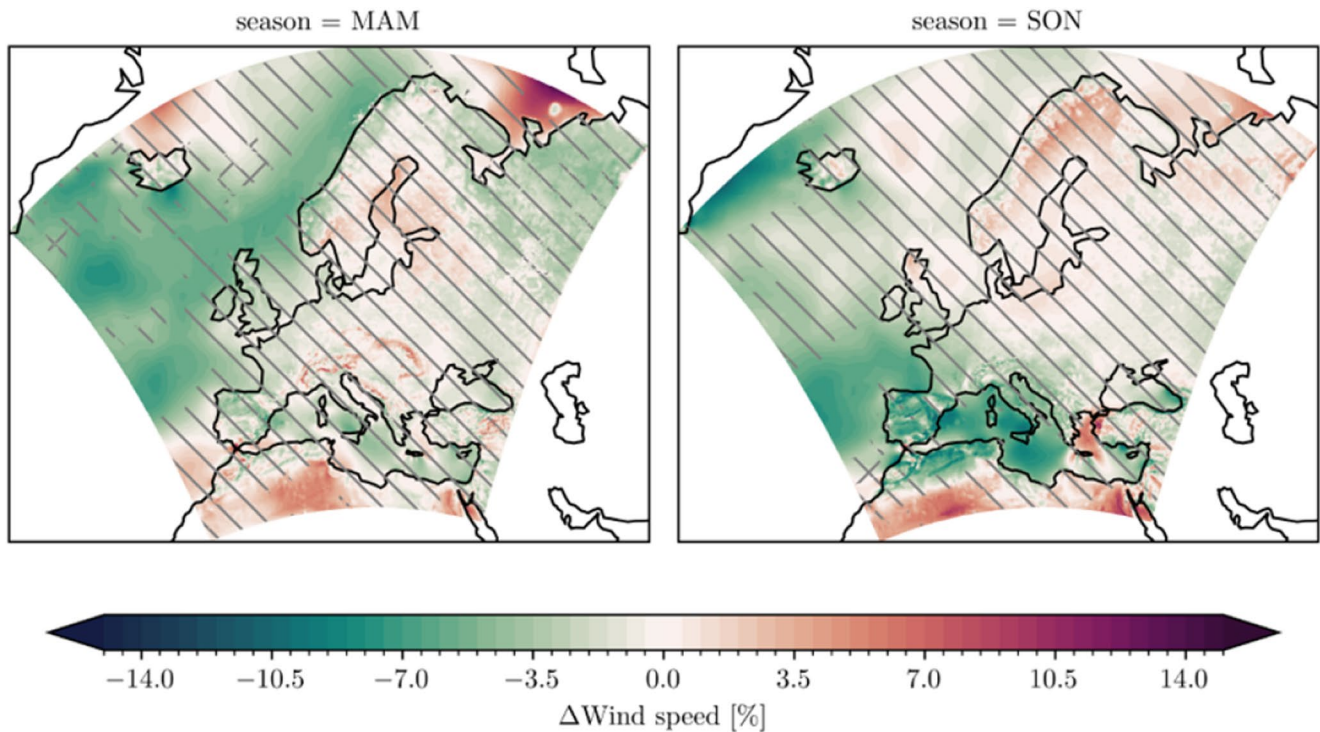 season = MAM
season = SON
−14.0 −10.5 −7.0 −3.5 0.0 3.5 7.0 10.5 14.0
ΔWind speed [%]